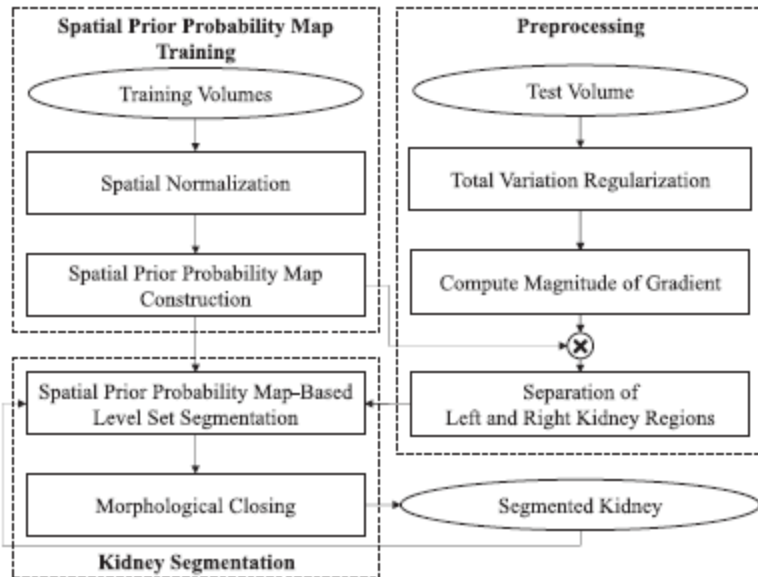 Spatial Prior Probability Map
Training
Training Volumes
Spatial Normalization
Spatial Prior Probability Map
Construction
Preprocessing
Test Volume
Total Variation Regularization
Compute Magnitude of Gradient
Separation of
Left and Right Kidney Regions
Spatial Prior Probability Map-Based
Level Set Segmentation
Morphological Closing
Segmented Kidney
Kidney Segmentation